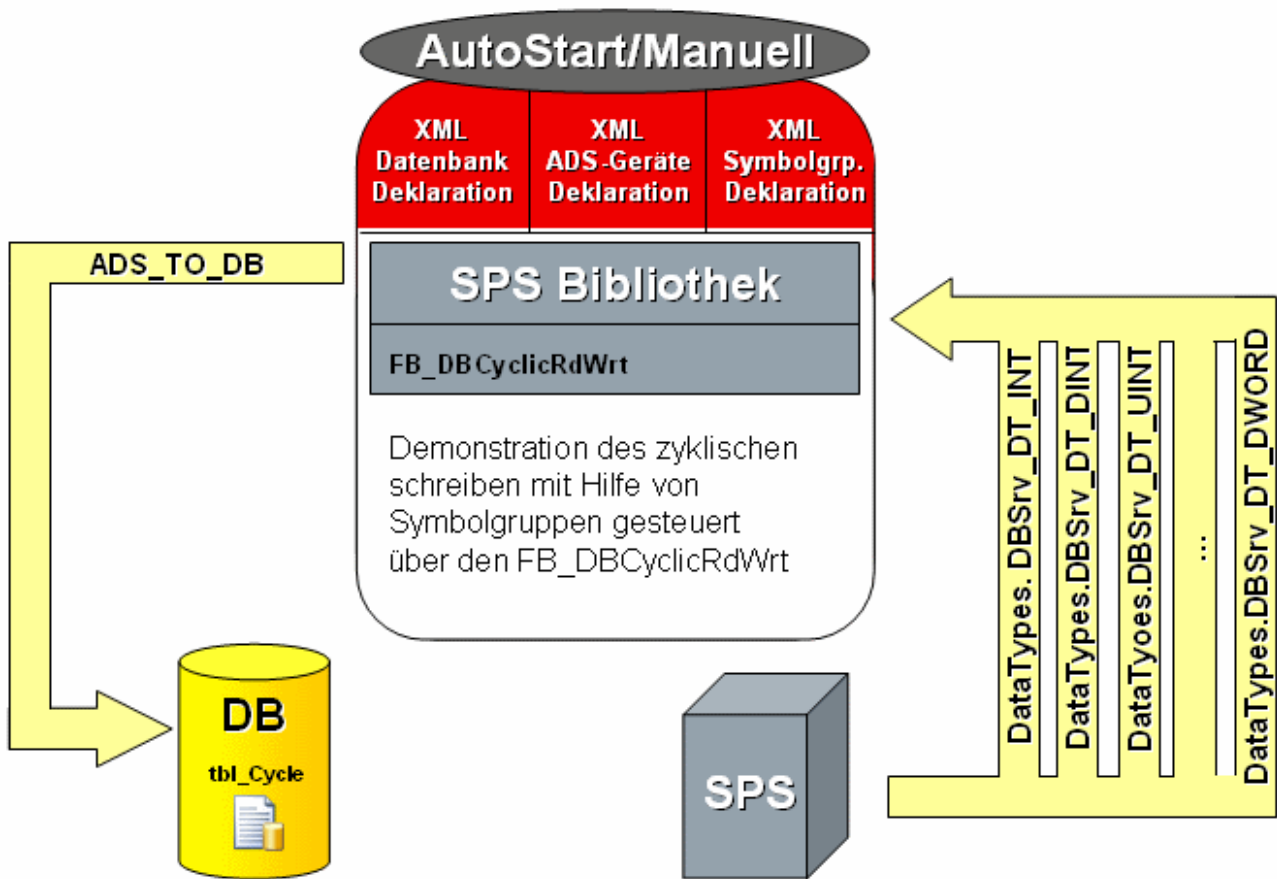 AutoStart/Manuell
XML
Datenbank
Deklaration
XML
ADS-Geräte
Deklaration
XML
Symbolgrp.
Deklaration
ADS_TO_DB
SPS Bibliothek
FB_DBCyclicRdWrt
Demonstration des zyklischen
schreiben mit Hilfe von
Symbolgruppen gesteuert
über den FB_DBCyclicRdWrt
DataTypes. DBSrv_DT_INT
DataTypes.DBSrv_DT_DINT
DataTyoes.DBSrv_DT_UINT
...
DataTypes.DBSrv_DT_DWORD
DB
tbl_Cycle
SPS